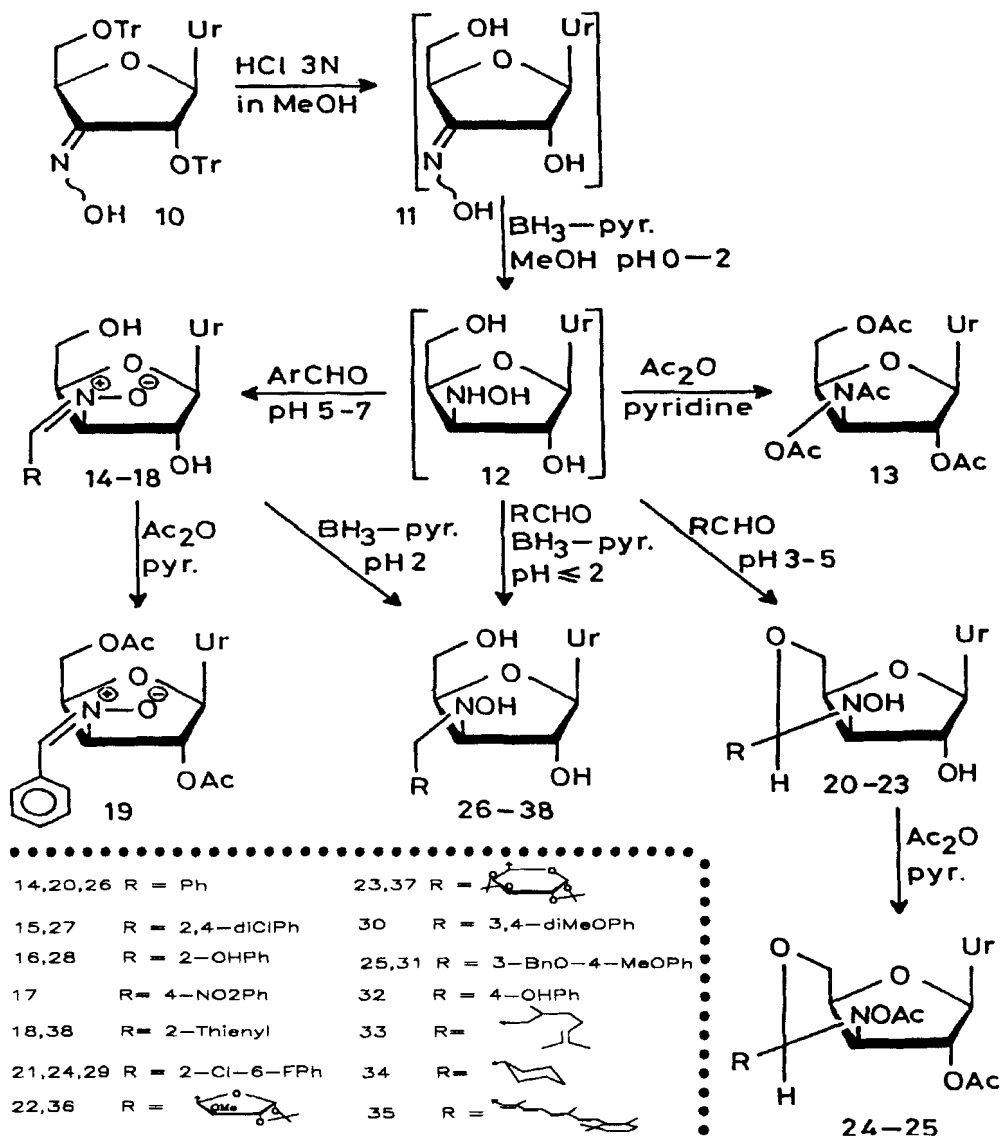 OTr Ur
O
N
OTr
OH 10
HCl 3N
in MeOH
OH Ur
O
N
OH
11 OH
BH3—pyr.
MeOH pH 0—2
OH Ur
O
⊕
N—O⊖
R
OH
14-18
ArCHO
pH 5-7
OH Ur
O
NHOH
OH
12
Ac2O
pyridine
OAc Ur
O
NAc
OAc
OAc
13
Ac2O
pyr.
BH3—pyr.
pH 2
RCHO
BH3—pyr.
pH ⩽ 2
RCHO
pH 3-5
OAc Ur
O
⊕
N—O⊖
OAc
19
OH Ur
O
NOH
R
OH
26-38
O Ur
O
NOH
R
H
OH
20-23
Ac2O
pyr.
O Ur
O
NOAc
R
H
OAc
24-25
14,20,26 R = Ph
15,27 R = 2,4-diClPh
16,28 R = 2-OHPh
17 R= 4-NO2Ph
18,38 R= 2-Thienyl
21,24,29 R = 2-Cl-6-FPh
22,36 R = O OMe O O
23,37 R = O O O O O
30 R = 3,4-diMeOPh
25,31 R = 3-BnO-4-MeOPh
32 R = 4-OHPh
33 R=
34 R=
35 R =